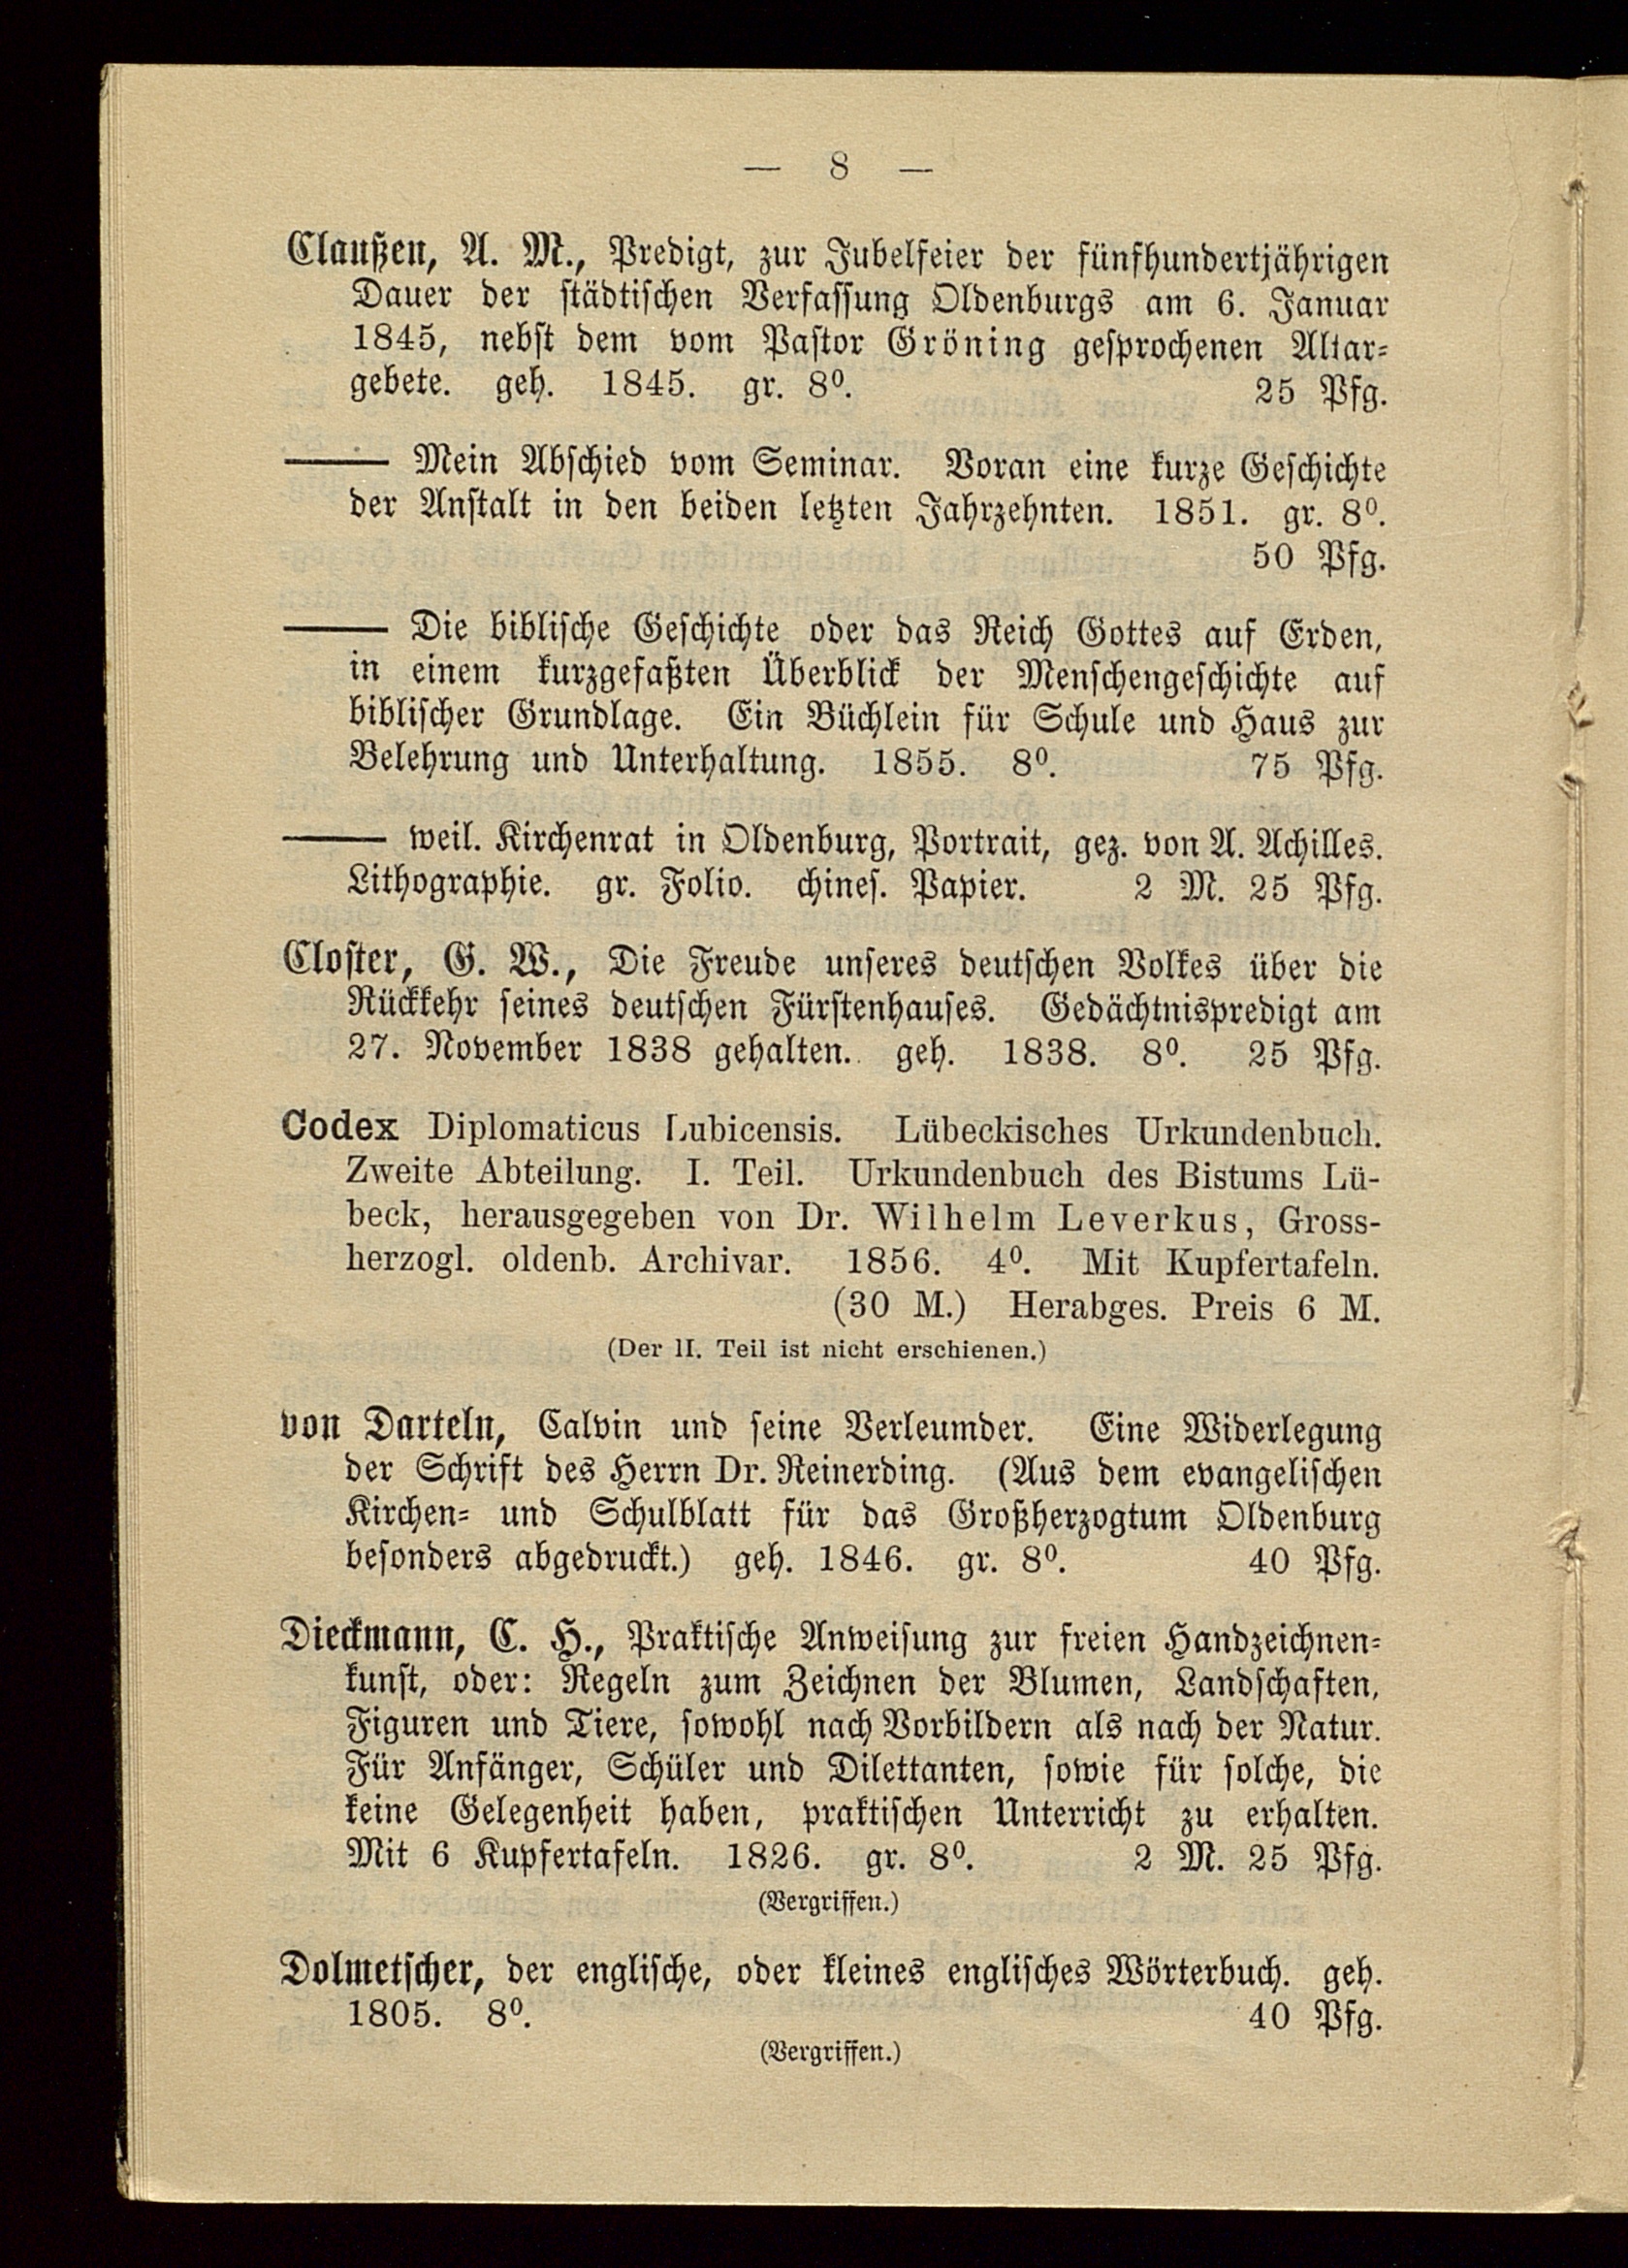 — 8 —
Claußen, A. M., Predigt, zur Jubelfeier der fünfhundertjährigen
Dauer der städtischen Verfassung Oldenburgs am 6. Januar
1845, nebst dem vom Pastor Gröning gesprochenen Altar-
gebete. geh. 1845. gr. 8⁰. 25 Pfg.
—— Mein Abschied vom Seminar. Voran eine kurze Geschichte
der Anstalt in den beiden letzten Jahrzehnten. 1851. gr. 8⁰.
50 Pfg.
—— Die biblische Geschichte oder das Reich Gottes auf Erden,
in einem kurzgefaßten Überblick der Menschengeschichte auf
biblischer Grundlage. Ein Büchlein für Schule und Haus zur
Belehrung und Unterhaltung. 1855. 8⁰. 75 Pfg.
—— weil. Kirchenrat in Oldenburg, Portrait, gez. von A. Achilles.
Lithographie. gr. Folio. chines. Papier. 2 M. 25 Pfg.
Closter, G. W., Die Freude unseres deutschen Volkes über die
Rückkehr seines deutschen Fürstenhauses. Gedächtnispredigt am
27. November 1838 gehalten. geh. 1838. 8⁰. 25 Pfg.
Codex Diplomaticus Lubicensis. Lübeckisches Urkundenbuch.
Zweite Abteilung. I. Teil. Urkundenbuch des Bistums Lü-
beck, herausgegeben von Dr. Wilhelm Leverkus, Gross-
herzogl. oldenb. Archivar. 1856. 4⁰. Mit Kupfertafeln.
(30 M.) Herabges. Preis 6 M.
(Der II. Teil ist nicht erschienen.)
von Darteln, Calvin und seine Verleumder. Eine Widerlegung
der Schrift des Herrn Dr. Reinerding. (Aus dem evangelischen
Kirchen- und Schulblatt für das Großherzogtum Oldenburg
besonders abgedruckt.) geh. 1846. gr. 8⁰. 40 Pfg.
Dieckmann, C. H., Praktische Anweisung zur freien Handzeichnen-
kunst, oder: Regeln zum Zeichnen der Blumen, Landschaften,
Figuren und Tiere, sowohl nach Vorbildern als nach der Natur.
Für Anfänger, Schüler und Dilettanten, sowie für solche, die
keine Gelegenheit haben, praktischen Unterricht zu erhalten.
Mit 6 Kupfertafeln. 1826. gr. 8⁰. 2 M. 25 Pfg.
(Vergriffen.)
Dolmetscher, der englische, oder kleines englisches Wörterbuch. geh.
1805. 8⁰. 40 Pfg.
(Vergriffen.)